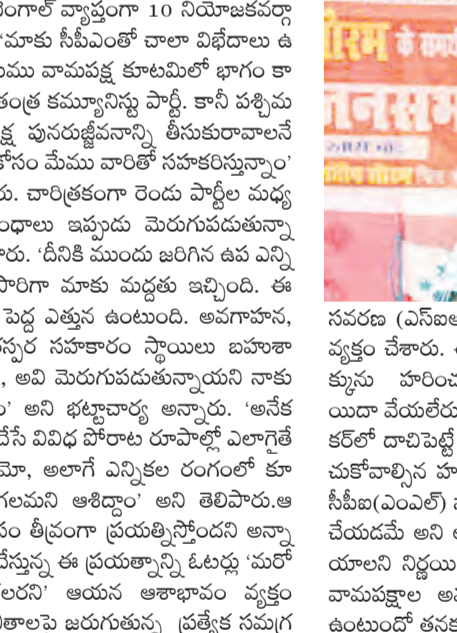 బెంగాల్ వ్యాప్తంగా 10 నియోజకవర్గా
'మాకు సీపీఎంతో చాలా విభేదాలు ఉ
మేము వామపక్ష కూటమిలో భాగం కా
తంత్ర కమ్యూనిస్టు పార్టీ. కానీ పశ్చిమ
క్ష పునరుజ్జీవనాన్ని తీసుకురావాలనే
కోసం మేము వారితో సహకరిస్తున్నాం'
రు. చారిత్రకంగా రెండు పార్టీల మధ్య
బంధాలు ఇప్పుడు మెరుగుపడుతున్నా
రు. 'దీనికి ముందు జరిగిన ఉప ఎన్ని
సారిగా మాకు మద్దతు ఇచ్చింది. ఈ
పెద్ద ఎత్తున ఉంటుంది. అవగాహన,
స్పర సహకారం స్థాయిలు బహుశా
, అవి మెరుగుపడుతున్నాయని నాకు
ది' అని భట్టాచార్య అన్నారు. 'అనేక
చేసే వివిధ పోరాట రూపాల్లో ఎలాగైతే
మో, అలాగే ఎన్నికల రంగంలో కూ
గలమని ఆశిద్దాం' అని తెలిపారు.ఆ
సం తీవ్రంగా ప్రయత్నిస్తోందని అన్నా
చేస్తున్న ఈ ప్రయత్నాన్ని ఓటర్లు 'మరో
లరని' ఆయన ఆశాభావం వ్యక్తం
తాలపై జరుగుతున్న ప్రత్యేక సమగ్ర
के समर्थ
जनसभ
సవరణ (ఎస్ఐఆ
వ్యక్తం చేశారు. ఈ
క్కును హరించ
యిదా వేయలేరు
కర్‌లో దాచిపెట్టే
చుకోవాల్సిన హ
సీపీఐ(ఎంఎల్)
చేయడమే అని
యాలని నిర్ణయి
వామపక్షాల అ
ఉంటుందో తనక